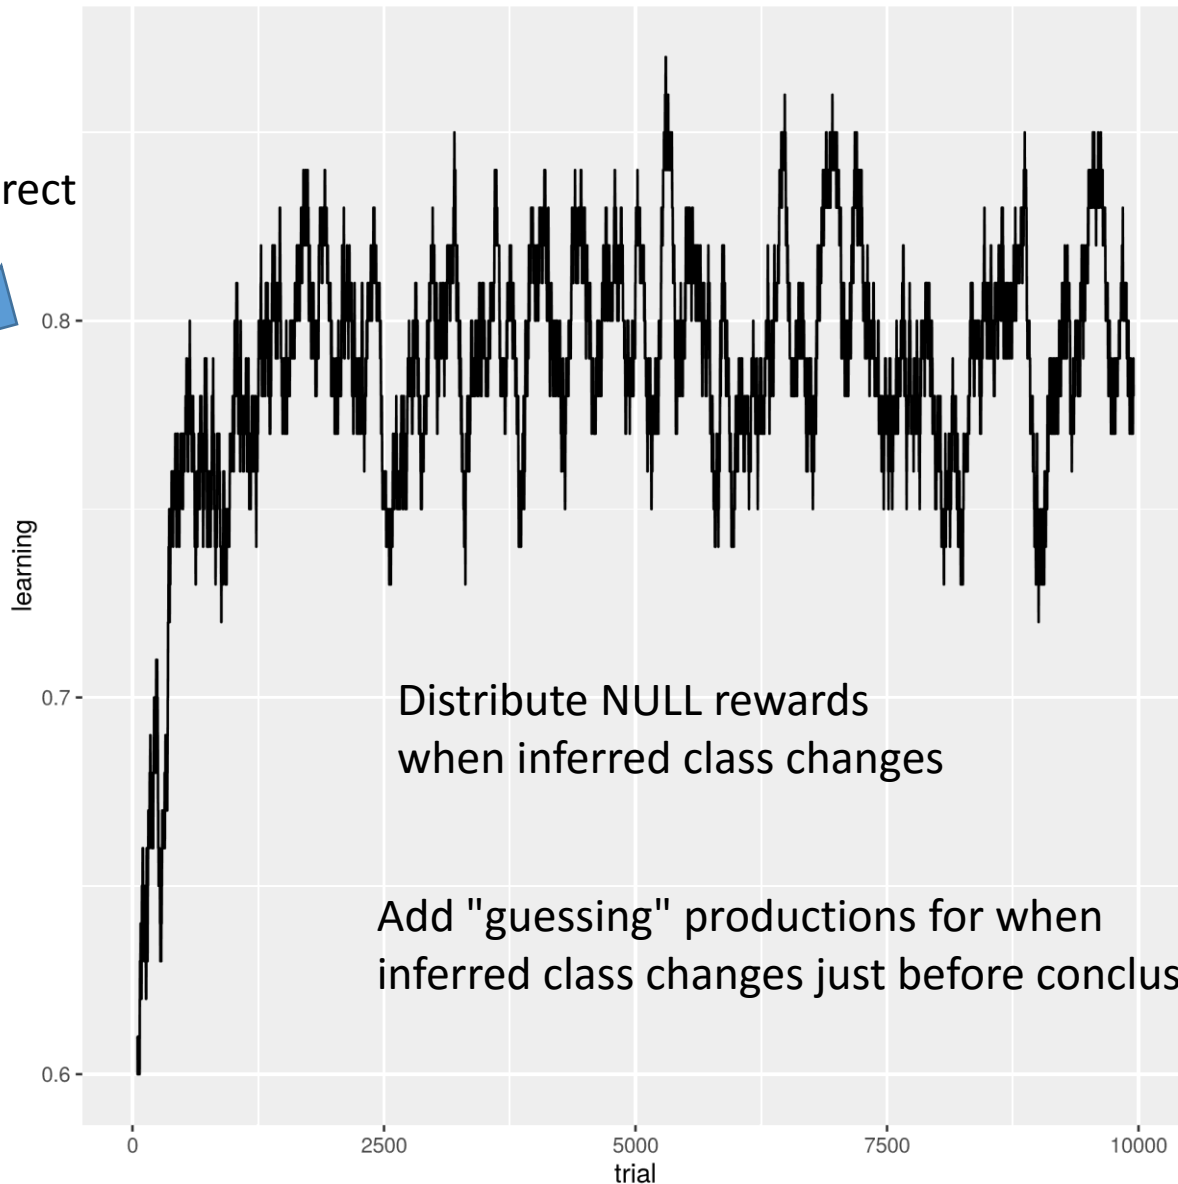 rect
0.8
learning
0.7
Distribute NULL rewards
when inferred class changes
Add "guessing" productions for when
inferred class changes just before conclus
0.6
0 2500 5000 7500 10000
trial